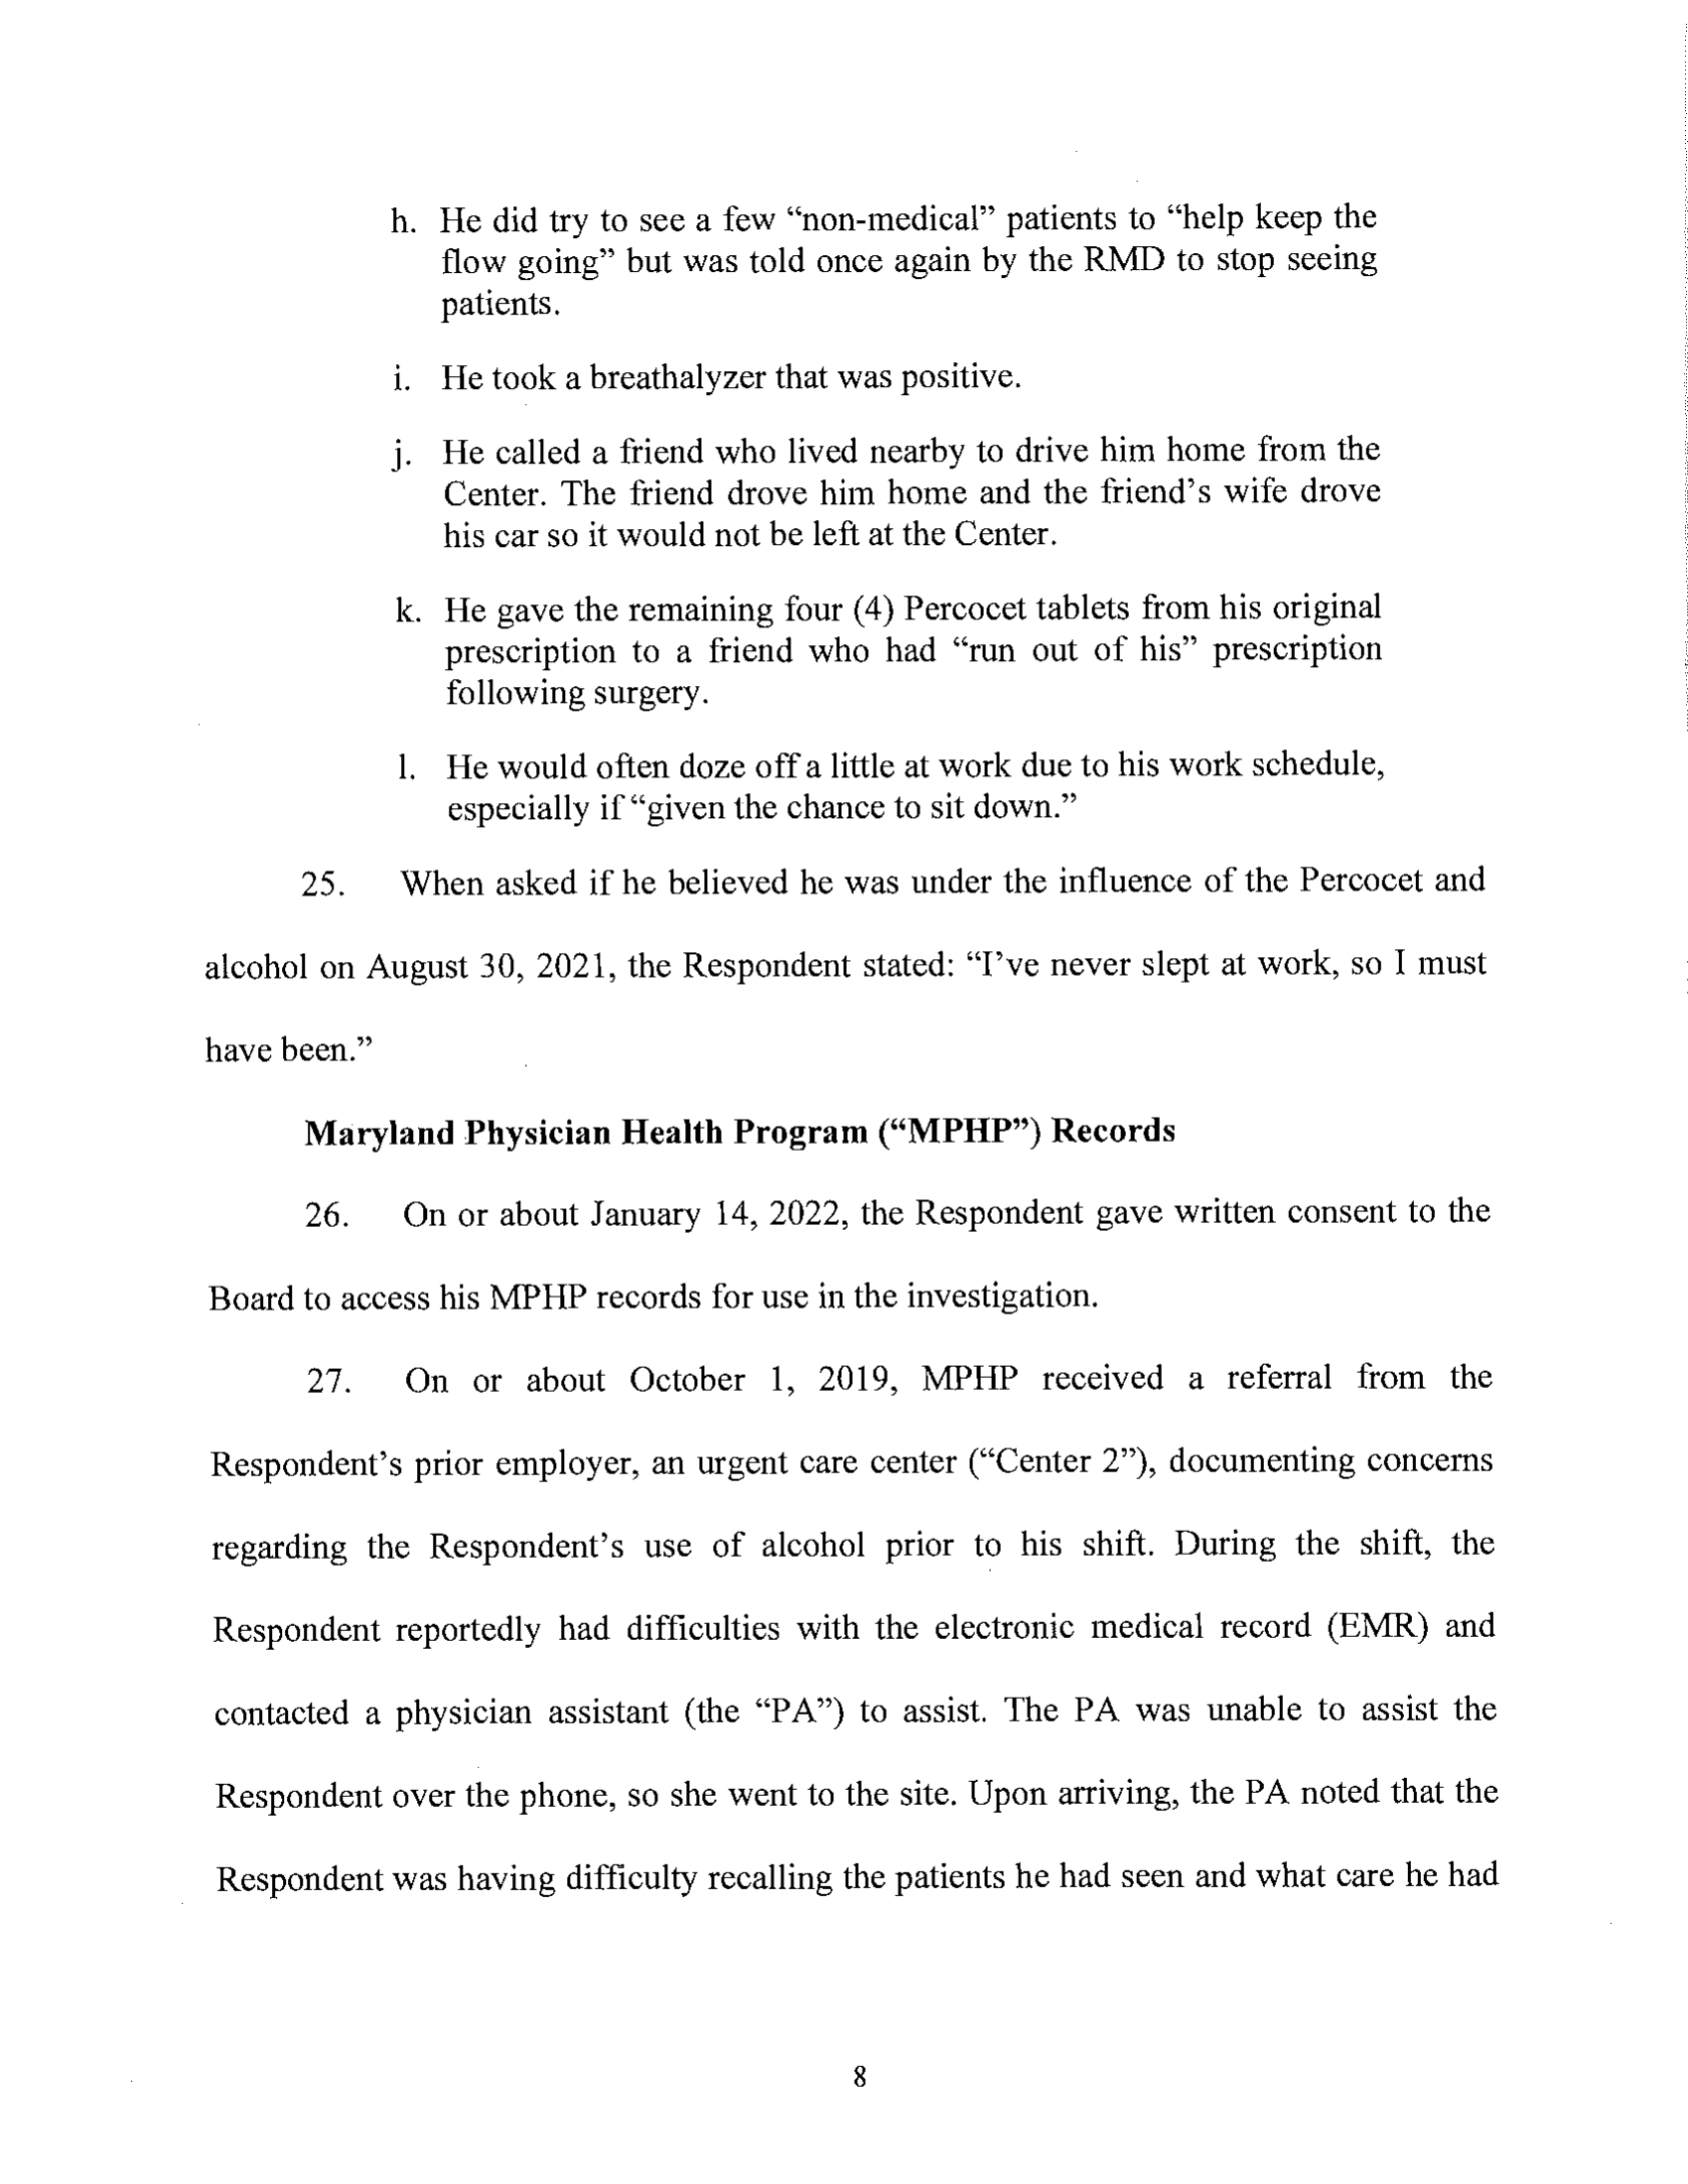 h. He did try to see a few “non-medical” patients to “help keep the
flow going” but was told once again by the RMD to stop seeing
patients.
i. He took a breathalyzer that was positive.
j. He called a friend who lived nearby to drive him home from the
Center. The friend drove him home and the friend’s wife drove
his car so it would not be left at the Center.
k. He gave the remaining four (4) Percocet tablets from his original
prescription to a friend who had “run out of his” prescription
following surgery.
l. He would often doze off a little at work due to his work schedule,
especially if “given the chance to sit down.”
25. When asked if he believed he was under the influence of the Percocet and
alcohol on August 30, 2021, the Respondent stated: “I’ve never slept at work, so I must
have been.”
Maryland Physician Health Program (“MPHP”) Records
26. On or about January 14, 2022, the Respondent gave written consent to the
Board to access his MPHP records for use in the investigation.
27. On or about October 1, 2019, MPHP received a referral from the
Respondent’s prior employer, an urgent care center (“Center 2”), documenting concerns
regarding the Respondent’s use of alcohol prior to his shift. During the shift, the
Respondent reportedly had difficulties with the electronic medical record (EMR) and
contacted a physician assistant (the “PA”) to assist. The PA was unable to assist the
Respondent over the phone, so she went to the site. Upon arriving, the PA noted that the
Respondent was having difficulty recalling the patients he had seen and what care he had
8